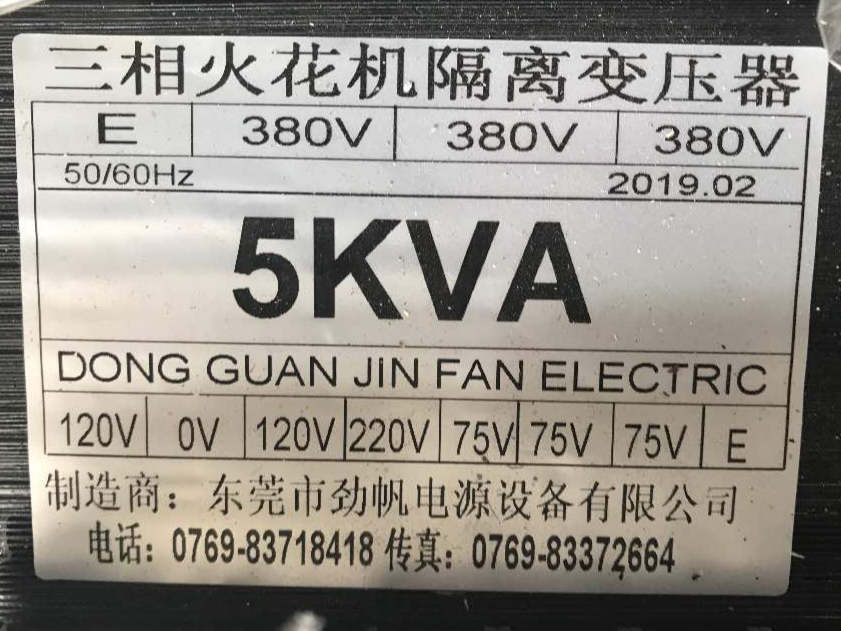 三相火花机隔离变压器
E 380V 380V 380V
50/60Hz 2019.02
5KVA
DONG GUAN JIN FAN ELECTRIC
120V 0V 120V 220V 75V 75V 75V E
制造商：东莞市劲帆电源设备有限公司
电话：0769-83718418 传真：0769-83372664